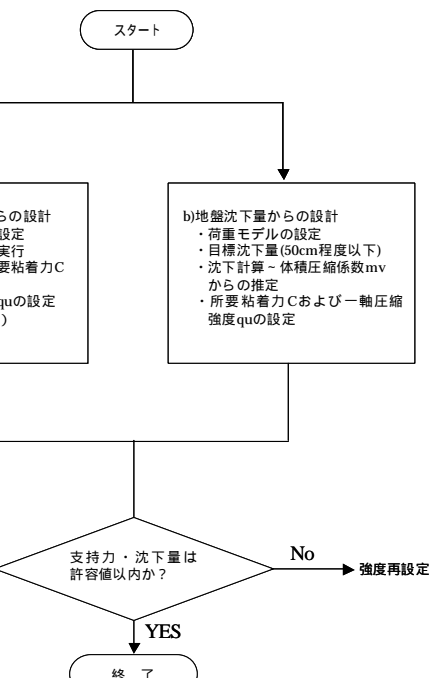 スタート
らの設計
設定
実行
要粘着力C
quの設定
）
b)地盤沈下量からの設計
・荷重モデルの設定
・目標沈下量(50cm程度以下)
・沈下計算～体積圧縮係数mv
からの推定
・所要粘着力Cおよび一軸圧縮
強度quの設定
支持力・沈下量は
許容値以内か？
No
強度再設定
YES
終 了